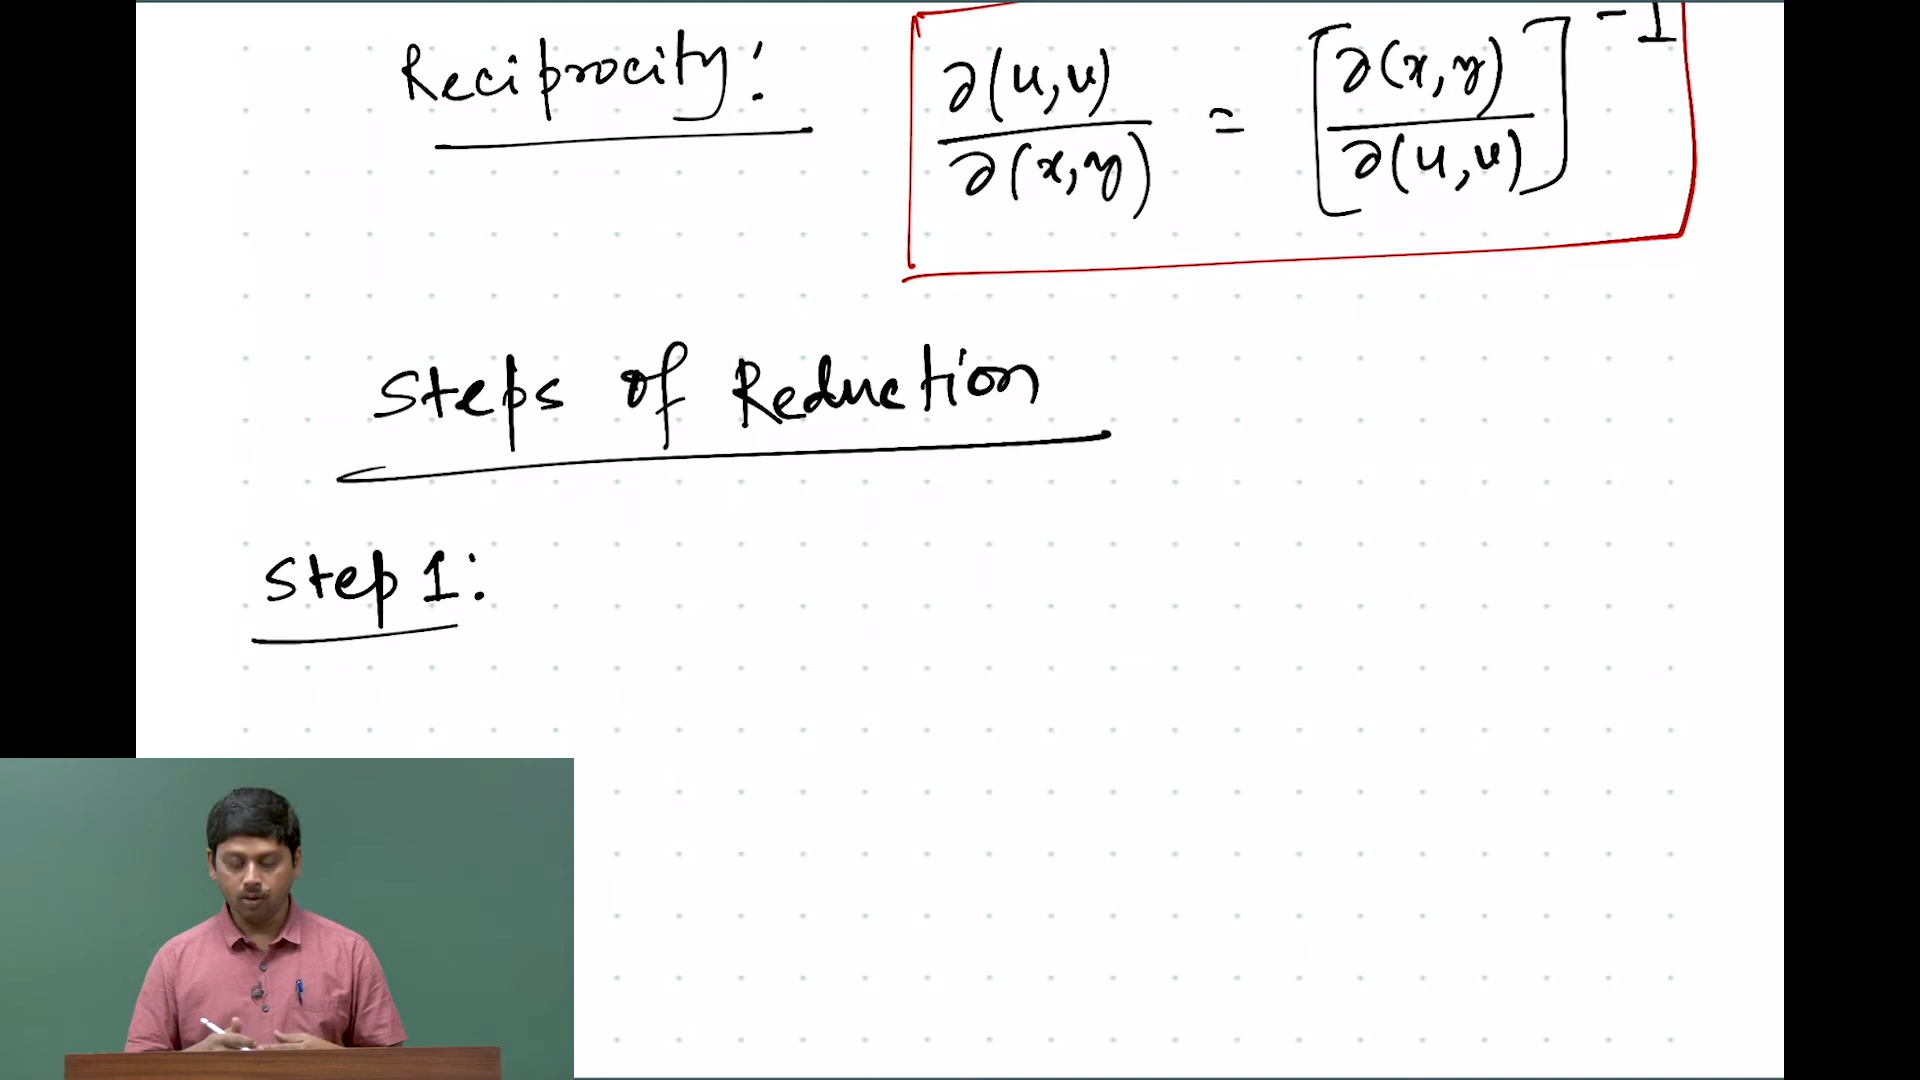 Reciprocity: ∂(u,v)/∂(x,y) = [∂(x,y)/∂(u,v)]^-1
Steps of Reduction
Step 1: